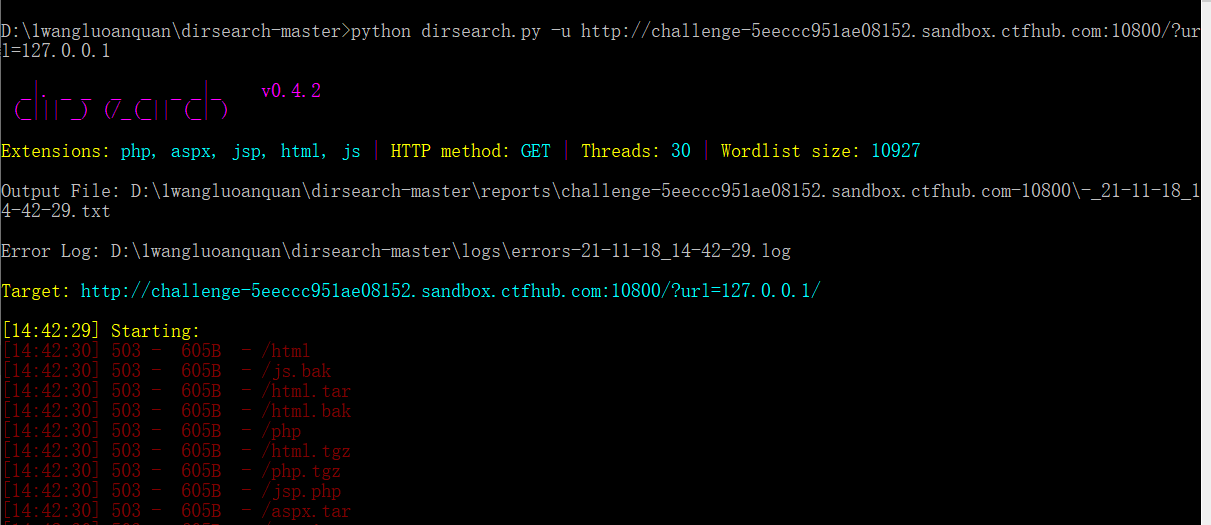 D:\1wangluoanquan\dirsearch-master>python dirsearch.py -u http://challenge-5eeccc951ae08152.sandbox.ctfhub.com:10800/?ur
l=127.0.0.1
v0.4.2
Extensions: php, aspx, jsp, html, js | HTTP method: GET | Threads: 30 | Wordlist size: 10927
Output File: D:\1wangluoanquan\dirsearch-master\reports\challenge-5eeccc951ae08152.sandbox.ctfhub.com-10800\-_21-11-18_1
4-42-29.txt
Error Log: D:\1wangluoanquan\dirsearch-master\logs\errors-21-11-18_14-42-29.log
Target: http://challenge-5eeccc951ae08152.sandbox.ctfhub.com:10800/?url=127.0.0.1/
[14:42:29] Starting:
[14:42:30] 503 -  605B  - /html
[14:42:30] 503 -  605B  - /js.bak
[14:42:30] 503 -  605B  - /html.tar
[14:42:30] 503 -  605B  - /html.bak
[14:42:30] 503 -  605B  - /php
[14:42:30] 503 -  605B  - /html.tgz
[14:42:30] 503 -  605B  - /php.tgz
[14:42:30] 503 -  605B  - /jsp.php
[14:42:30] 503 -  605B  - /aspx.tar